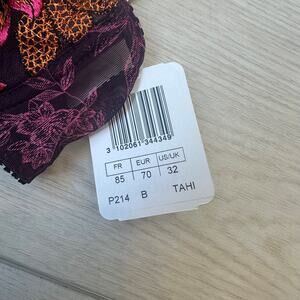 3 102061 344349
FR EUR US/UK
85 70 32
P214 B TAHI